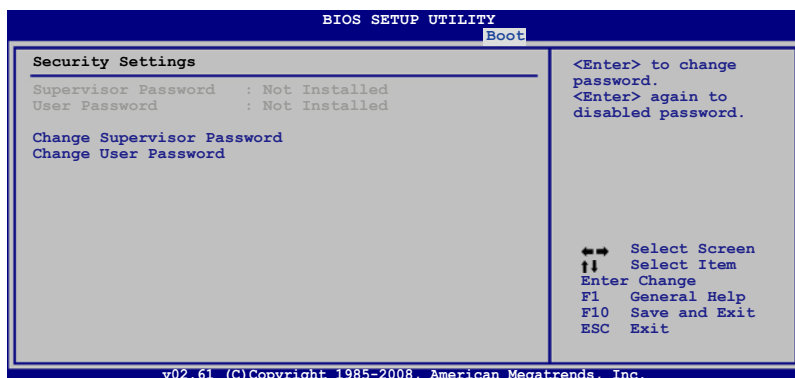 BIOS SETUP UTILITY
Boot
Security Settings
Supervisor Password : Not Installed
User Password : Not Installed
Change Supervisor Password
Change User Password
<Enter> to change
password.
<Enter> again to
disabled password.
Select Screen
Select Item
Enter Change
F1 General Help
F10 Save and Exit
ESC Exit
v02.61 (C)Copyright 1985-2008, American Megatrends, Inc.